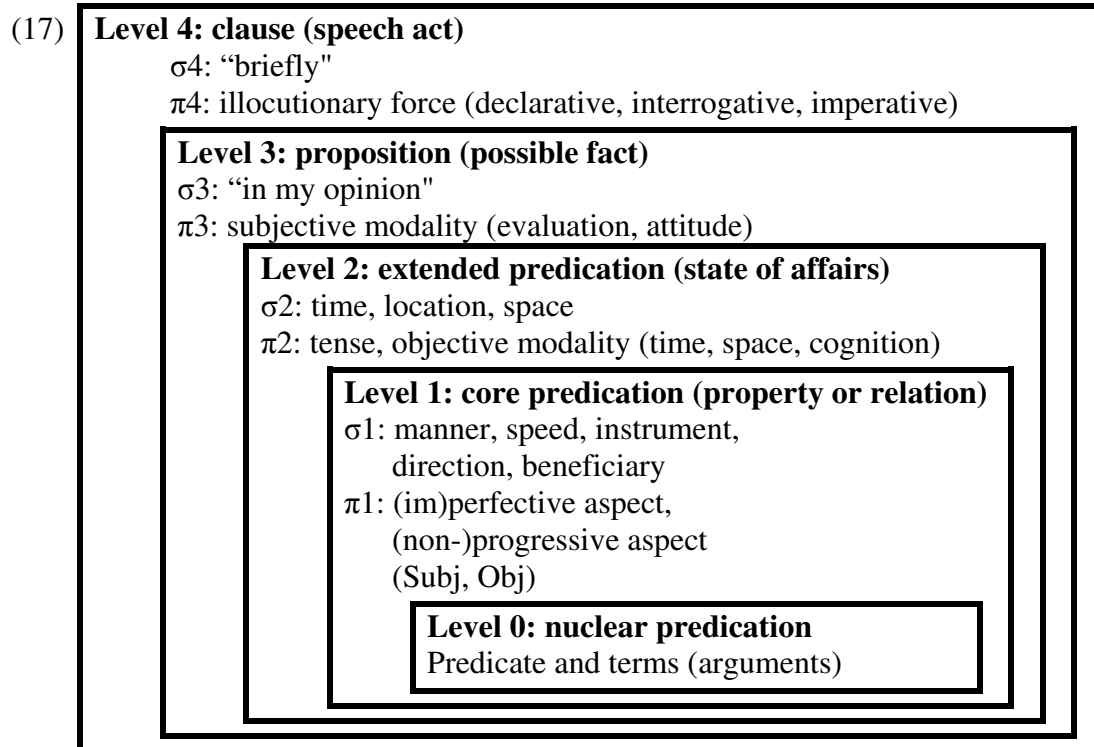 (17) Level 4: clause (speech act)
σ4: “briefly"
π4: illocutionary force (declarative, interrogative, imperative)
Level 3: proposition (possible fact)
σ3: “in my opinion"
π3: subjective modality (evaluation, attitude)
Level 2: extended predication (state of affairs)
σ2: time, location, space
π2: tense, objective modality (time, space, cognition)
Level 1: core predication (property or relation)
σ1: manner, speed, instrument,
direction, beneficiary
π1: (im)perfective aspect,
(non-)progressive aspect
(Subj, Obj)
Level 0: nuclear predication
Predicate and terms (arguments)